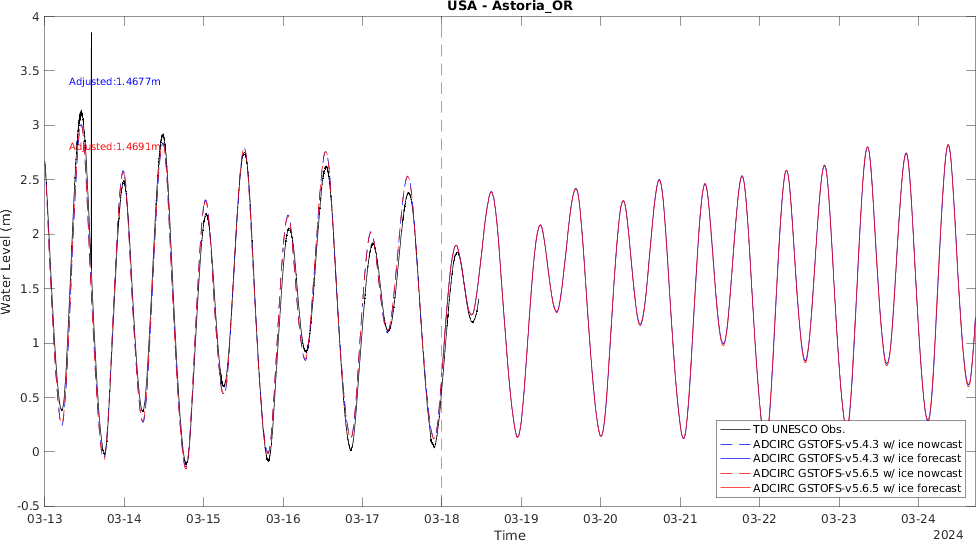 USA - Astoria_OR
4
3.5
3
2.5
2
1.5
1
0.5
0
-0.5
Water Level (m)
Adjusted:1.4677m
Adjusted:1.4691m
TD UNESCO Obs.
ADCIRC GSTOFS-v5.4.3 w/ ice nowcast
ADCIRC GSTOFS-v5.4.3 w/ ice forecast
ADCIRC GSTOFS-v5.6.5 w/ ice nowcast
ADCIRC GSTOFS-v5.6.5 w/ ice forecast
03-13 03-14 03-15 03-16 03-17 03-18 03-19 03-20 03-21 03-22 03-23 03-24
Time
2024